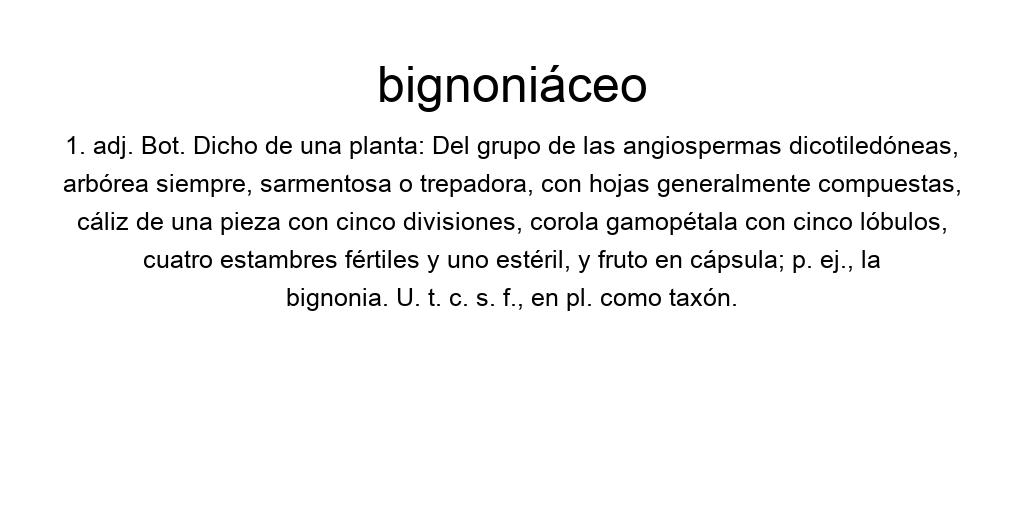 bignoniáceo
1. adj. Bot. Dicho de una planta: Del grupo de las angiospermas dicotiledóneas,
arbórea siempre, sarmentosa o trepadora, con hojas generalmente compuestas,
cáliz de una pieza con cinco divisiones, corola gamopétala con cinco lóbulos,
cuatro estambres fértiles y uno estéril, y fruto en cápsula; p. ej., la
bignonia. U. t. c. s. f., en pl. como taxón.